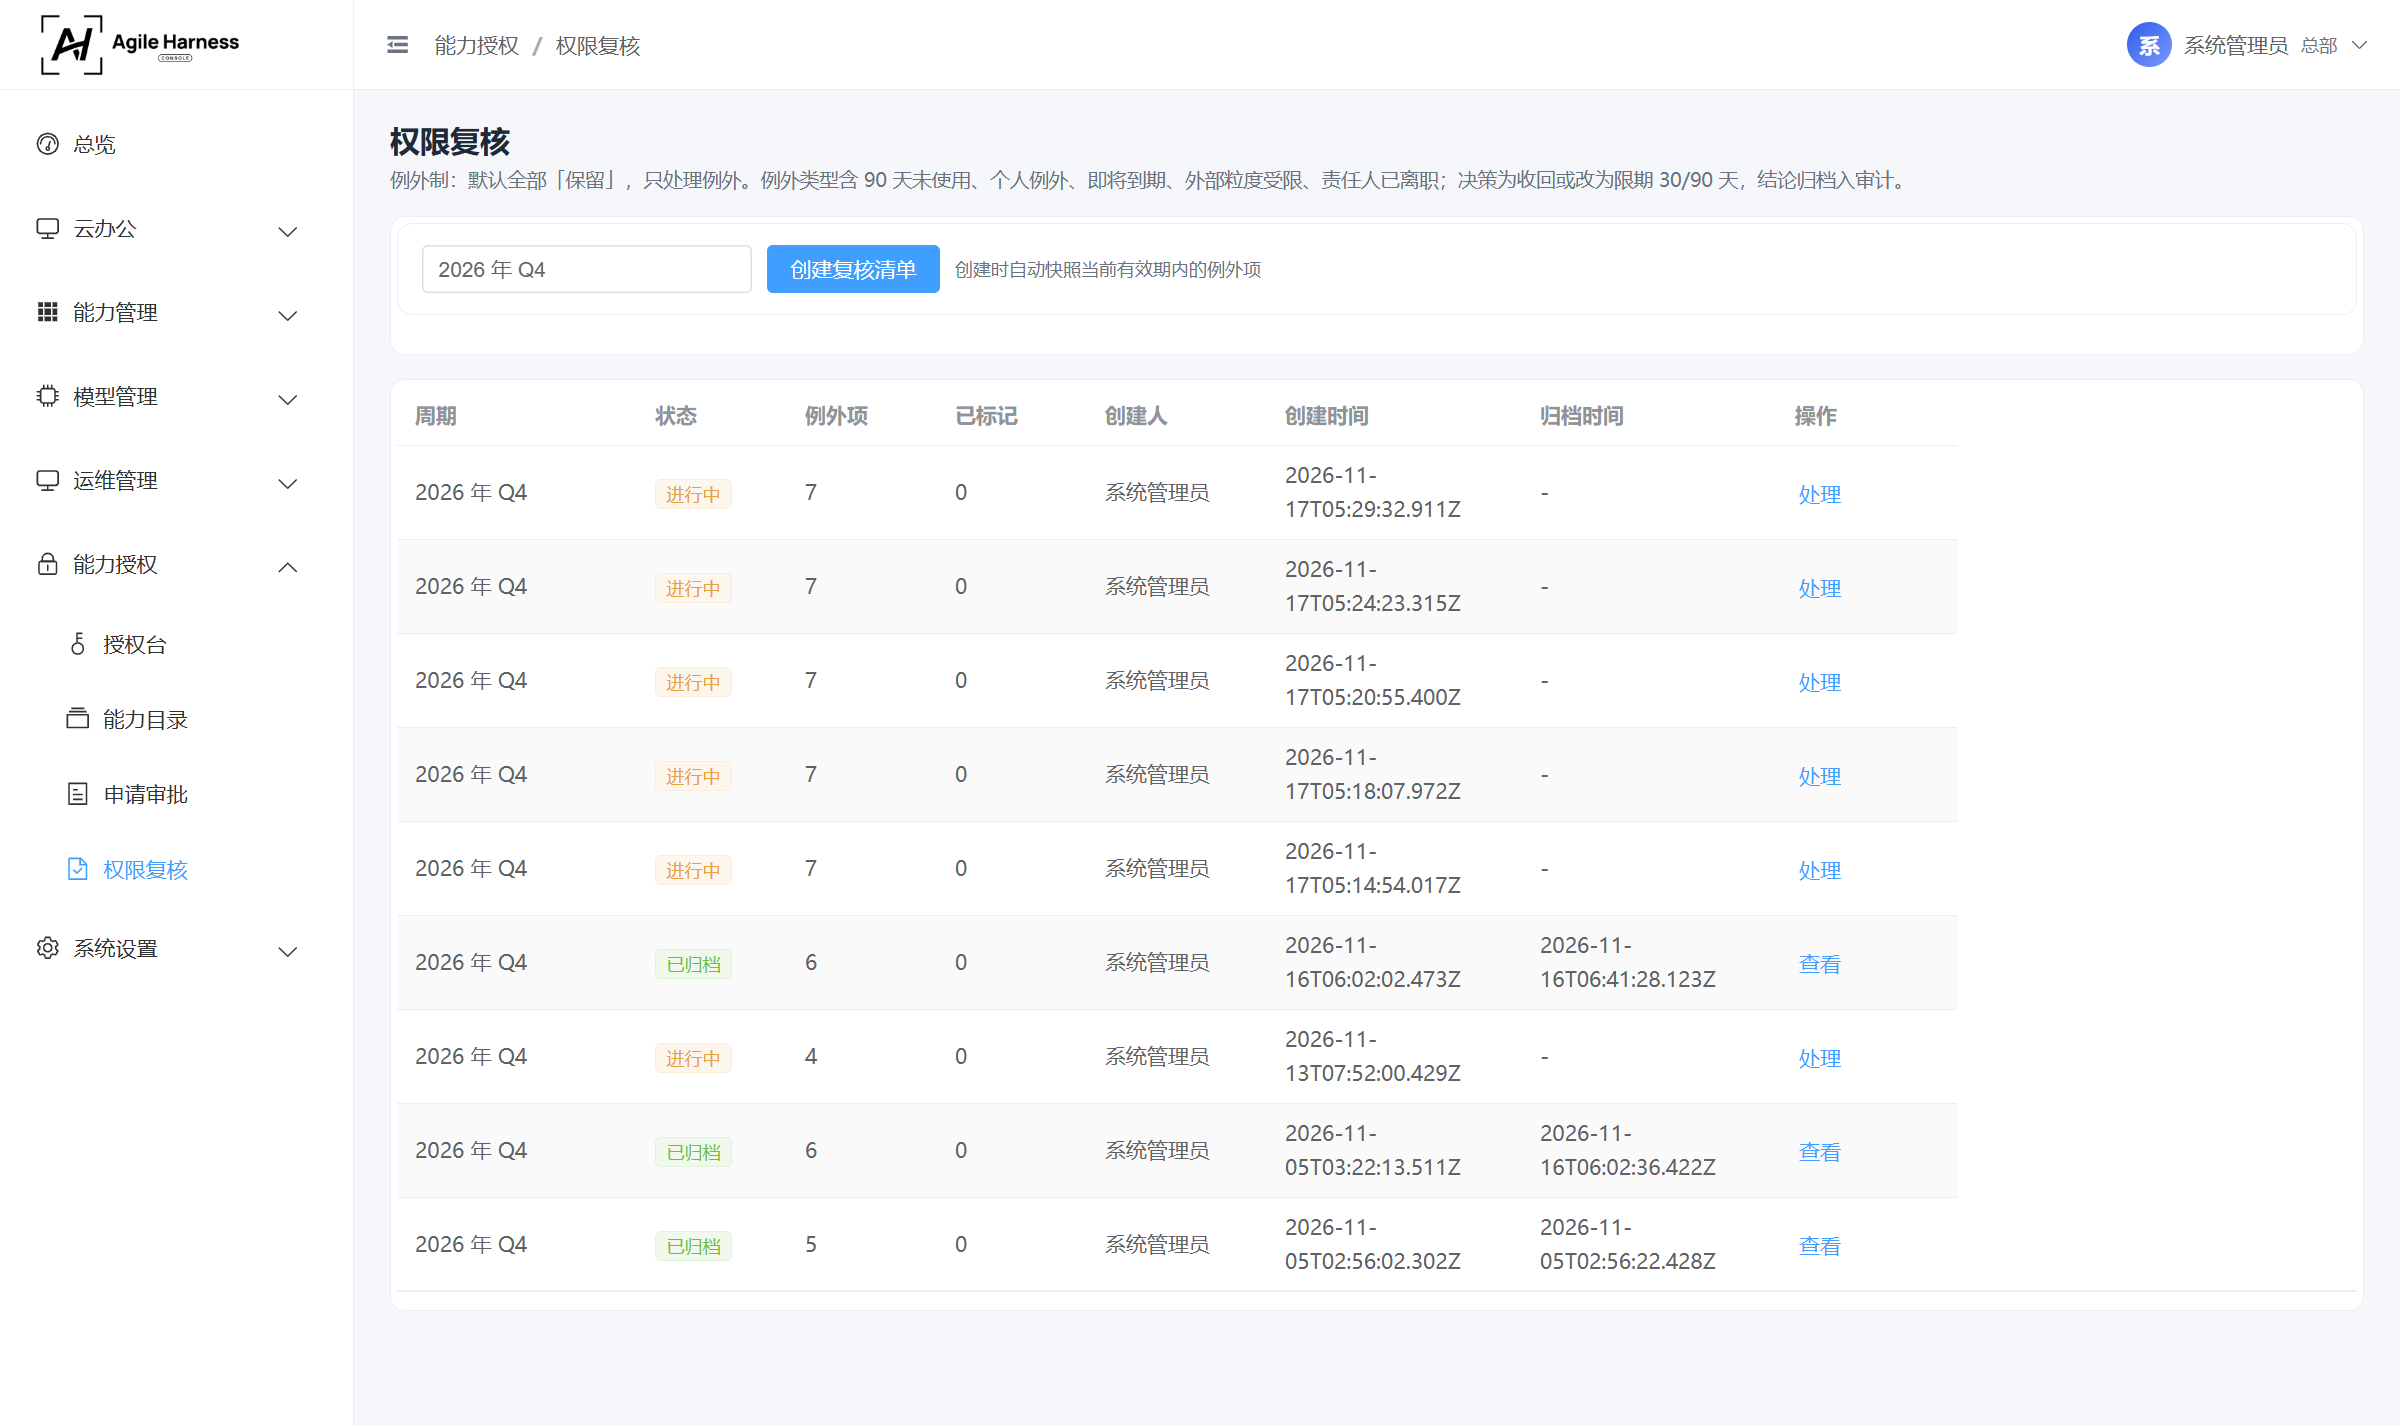 AH Agile Harness
CONSOLE
能力授权 / 权限复核
系 系统管理员 总部
总览
云办公
能力管理
模型管理
运维管理
能力授权
授权台
能力目录
申请审批
权限复核
系统设置
权限复核
例外制：默认全部「保留」，只处理例外。例外类型含 90 天未使用、个人例外、即将到期、外部粒度受限、责任人已离职；决策为收回或改为限期 30/90 天，结论归档入审计。
2026 年 Q4 创建复核清单 创建时自动快照当前有效期内的例外项
周期 状态 例外项 已标记 创建人 创建时间 归档时间 操作
2026 年 Q4 进行中 7 0 系统管理员 2026-11-17T05:29:32.911Z - 处理
2026 年 Q4 进行中 7 0 系统管理员 2026-11-17T05:24:23.315Z - 处理
2026 年 Q4 进行中 7 0 系统管理员 2026-11-17T05:20:55.400Z - 处理
2026 年 Q4 进行中 7 0 系统管理员 2026-11-17T05:18:07.972Z - 处理
2026 年 Q4 进行中 7 0 系统管理员 2026-11-17T05:14:54.017Z - 处理
2026 年 Q4 已归档 6 0 系统管理员 2026-11-16T06:02:02.473Z 2026-11-16T06:41:28.123Z 查看
2026 年 Q4 进行中 4 0 系统管理员 2026-11-13T07:52:00.429Z - 处理
2026 年 Q4 已归档 6 0 系统管理员 2026-11-05T03:22:13.511Z 2026-11-16T06:02:36.422Z 查看
2026 年 Q4 已归档 5 0 系统管理员 2026-11-05T02:56:02.302Z 2026-11-05T02:56:22.428Z 查看